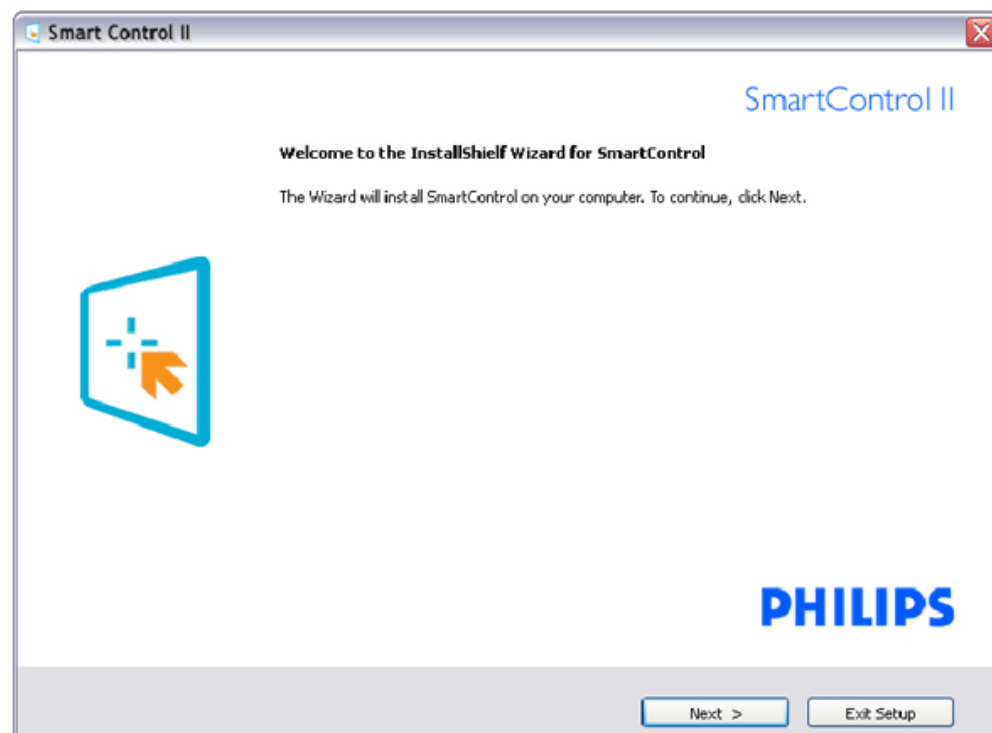 Smart Control II
SmartControl II
Welcome to the InstallShield Wizard for SmartControl
The Wizard will install SmartControl on your computer. To continue, click Next.
PHILIPS
Next >
Exit Setup